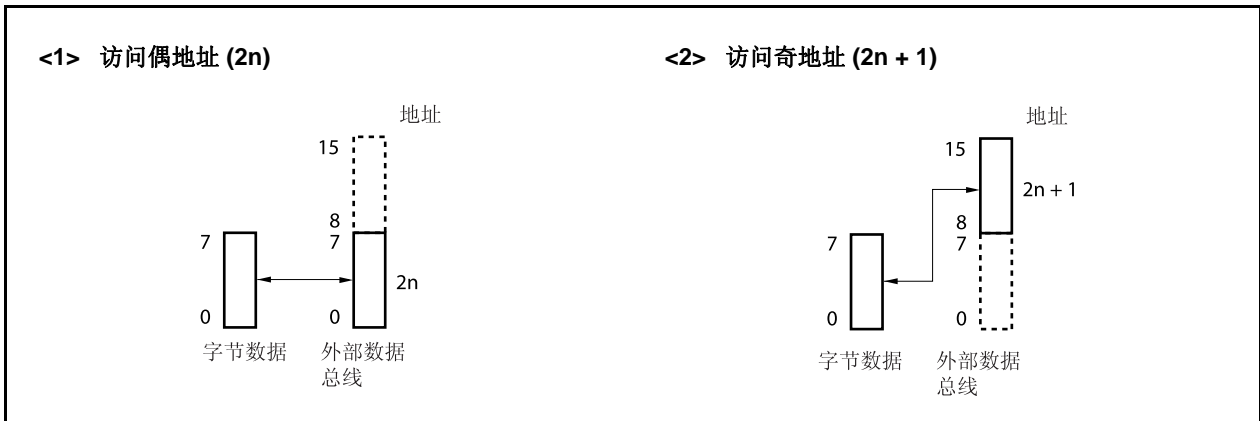 <1> 访问偶地址 (2n)
地址
15
8
7
7
2n
0
0
字节数据
外部数据
总线
<2> 访问奇地址 (2n + 1)
地址
15
2n + 1
8
7
7
0
0
字节数据
外部数据
总线